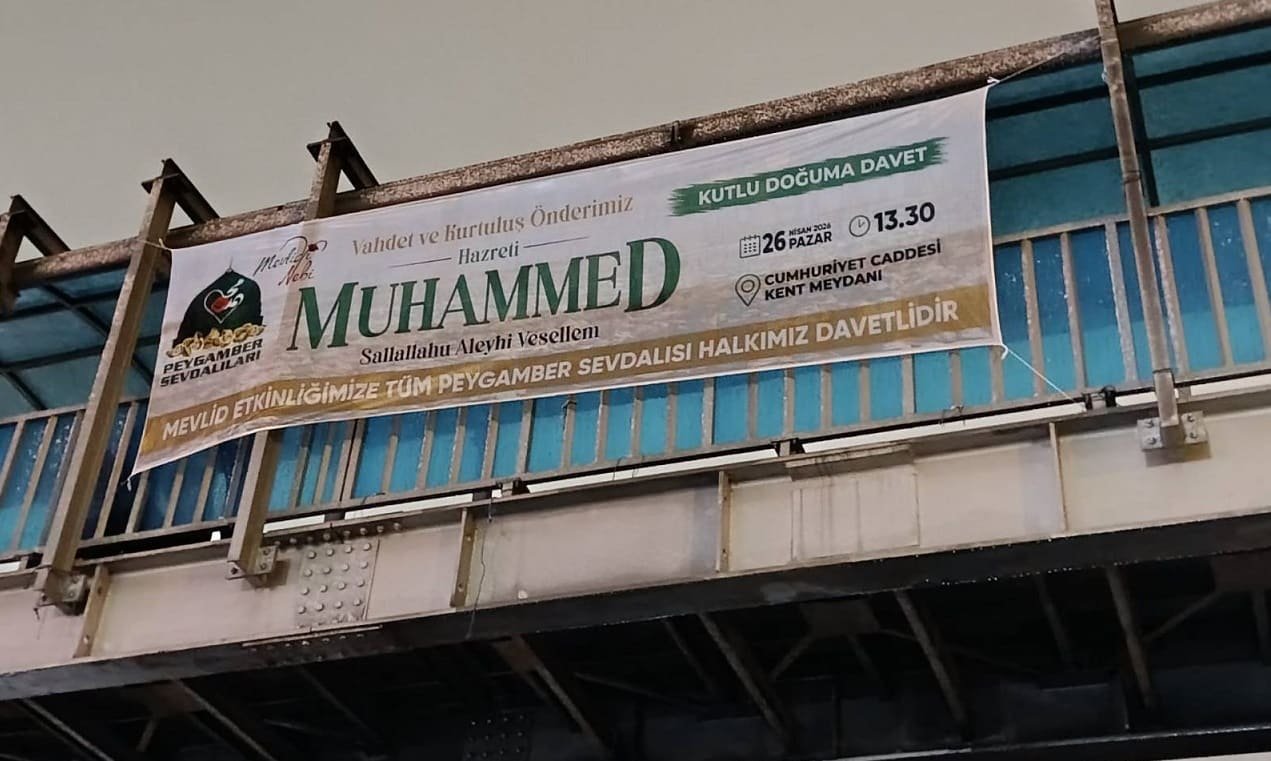 Mevlid-i
Nebi
PEYGAMBER
SEVDALILARI
Vahdet ve Kurtuluş Önderimiz
Hazreti
MUHAMMED
Sallallahu Aleyhi Vesellem
KUTLU DOĞUMA DAVET
26 NİSAN 2026
PAZAR
13.30
CUMHURİYET CADDESİ
KENT MEYDANI
MEVLİD ETKİNLİĞİMİZE TÜM PEYGAMBER SEVDALISI HALKIMIZ DAVETLİDİR